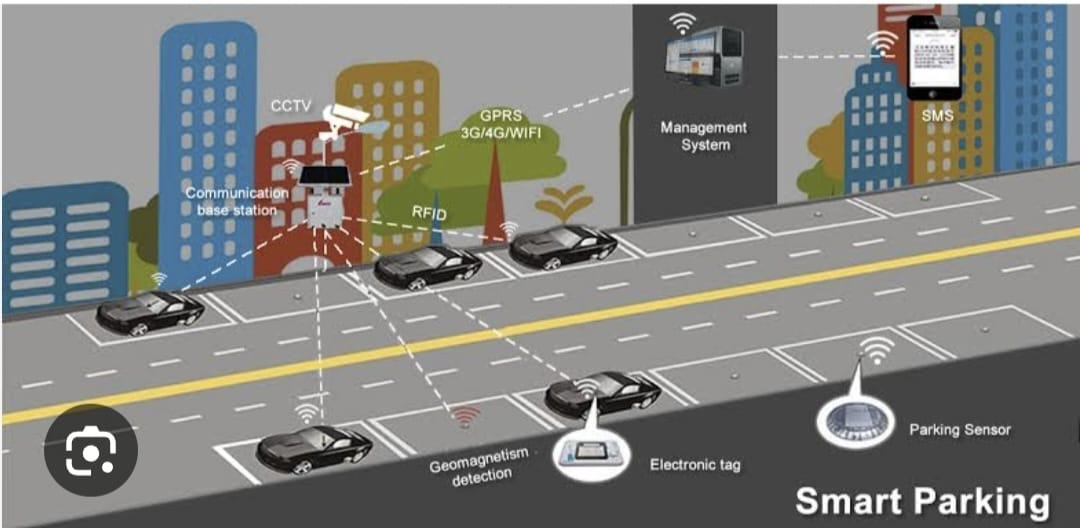 CCTV
GPRS
3G/4G/WIFI
Management
System
SMS
Communication
base station
RFID
Geomagnetism
detection
Electronic tag
Parking Sensor
Smart Parking